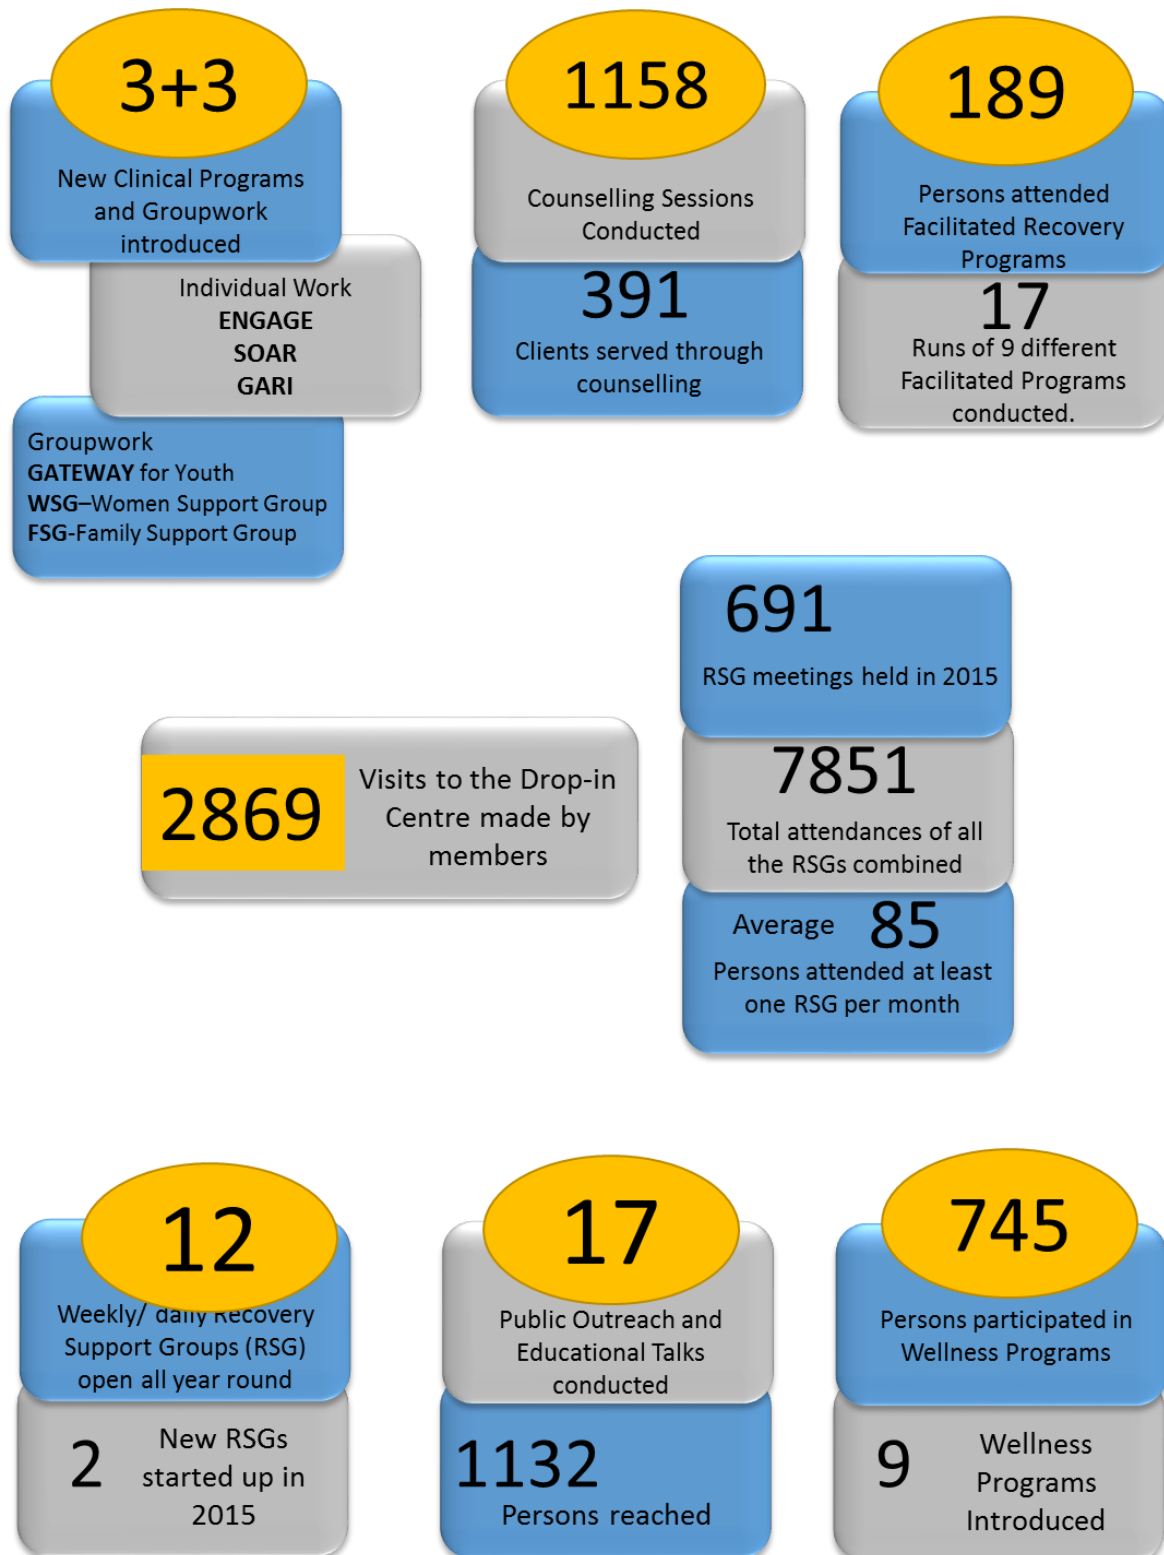 3+3
New Clinical Programs
and Groupwork
introduced
Individual Work
ENGAGE
SOAR
GARI
Groupwork
GATEWAY for Youth
WSG–Women Support Group
FSG-Family Support Group
1158
Counselling Sessions
Conducted
391
Clients served through
counselling
189
Persons attended
Facilitated Recovery
Programs
17
Runs of 9 different
Facilitated Programs
conducted.
2869
Visits to the Drop-in
Centre made by
members
691
RSG meetings held in 2015
7851
Total attendances of all
the RSGs combined
Average 85
Persons attended at least
one RSG per month
12
Weekly/ daily Recovery
Support Groups (RSG)
open all year round
2 New RSGs
started up in
2015
17
Public Outreach and
Educational Talks
conducted
1132
Persons reached
745
Persons participated in
Wellness Programs
9 Wellness
Programs
Introduced